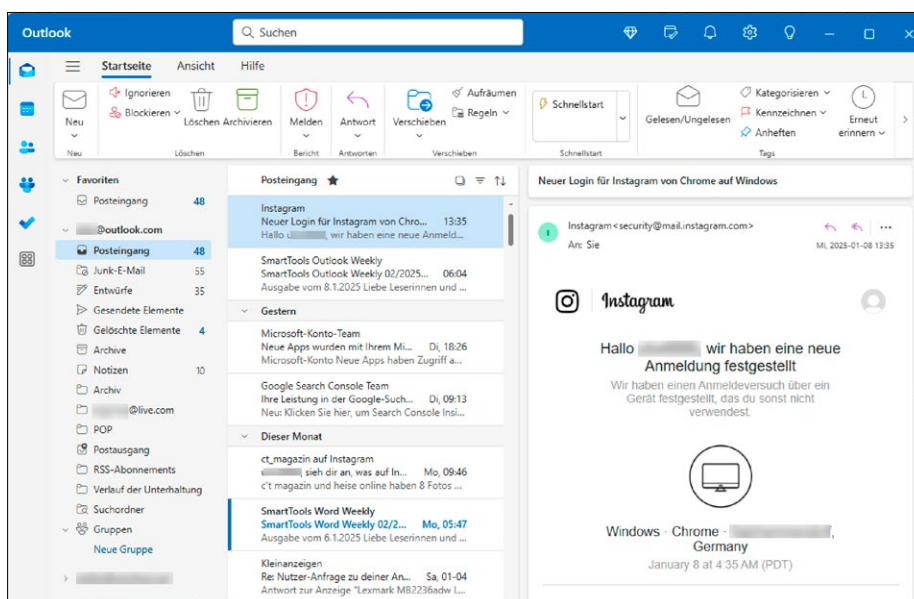 Outlook
Suchen
Startseite Ansicht Hilfe
Neu
Neu
Ignorieren
Blockieren
Löschen Archivieren
Löschen
Melden
Bericht
Antwort
Antworten
Verschieben
Aufräumen
Regeln
Verschieben
Schnellstart
Schnellstart
Gelesen/Ungelesen
Kategorisieren
Kennzeichnen
Anheften
Tags
Erneut
erinnern
Favoriten
Posteingang 48
@outlook.com
Posteingang 48
Junk-E-Mail 55
Entwürfe 35
Gesendete Elemente
Gelöschte Elemente 4
Archive
Notizen 10
Archiv
@live.com
POP
Postausgang
RSS-Abonnements
Verlauf der Unterhaltung
Suchordner
Gruppen
Neue Gruppe
Posteingang
Instagram
Neuer Login für Instagram von Chro... 13:35
Hallo , wir haben eine neue Anmeld...
SmartTools Outlook Weekly
SmartTools Outlook Weekly 02/2025... 06:04
Ausgabe vom 8.1.2025 Liebe Leserinnen und ...
Gestern
Microsoft-Konto-Team
Neue Apps wurden mit Ihrem Mi... Di, 18:26
Microsoft-Konto Neue Apps haben Zugriff a...
Google Search Console Team
Ihre Leistung in der Google-Such... Di, 09:13
Neu: Klicken Sie hier, um Search Console Insi...
Dieser Monat
ct_magazin auf Instagram
, sieh dir an, was auf In... Mo, 09:46
c't magazin und heise online haben 8 Fotos ...
SmartTools Word Weekly
SmartTools Word Weekly 02/2... Mo, 05:47
Ausgabe vom 6.1.2025 Liebe Leserinnen und ...
Kleinanzeigen
Re: Nutzer-Anfrage zu deiner An... Sa, 01-04
Antwort zur Anzeige "Lexmark MB2236adw L...
Neuer Login für Instagram von Chrome auf Windows
I
Instagram<security@mail.instagram.com>
An: Sie
Mi, 2025-01-08 13:35
Instagram
Hallo , wir haben eine neue
Anmeldung festgestellt
Wir haben einen Anmeldeversuch über ein
Gerät festgestellt, das du sonst nicht
verwendest.
Windows · Chrome · ,
Germany
January 8 at 4:35 AM (PDT)